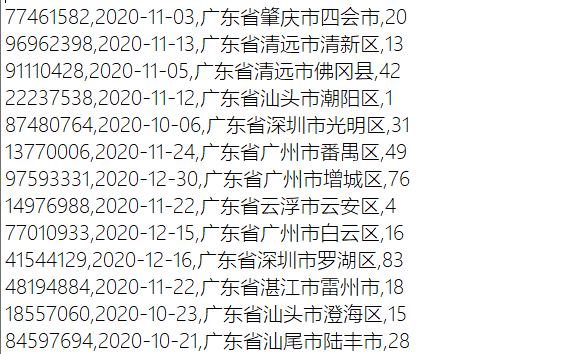 77461582,2020-11-03,广东省肇庆市四会市,20
96962398,2020-11-13,广东省清远市清新区,13
91110428,2020-11-05,广东省清远市佛冈县,42
22237538,2020-11-12,广东省汕头市潮阳区,1
87480764,2020-10-06,广东省深圳市光明区,31
13770006,2020-11-24,广东省广州市番禺区,49
97593331,2020-12-30,广东省广州市增城区,76
14976988,2020-11-22,广东省云浮市云安区,4
77010933,2020-12-15,广东省广州市白云区,16
41544129,2020-12-16,广东省深圳市罗湖区,83
48194884,2020-11-22,广东省湛江市雷州市,18
18557060,2020-10-23,广东省汕头市澄海区,15
84597694,2020-10-21,广东省汕尾市陆丰市,28